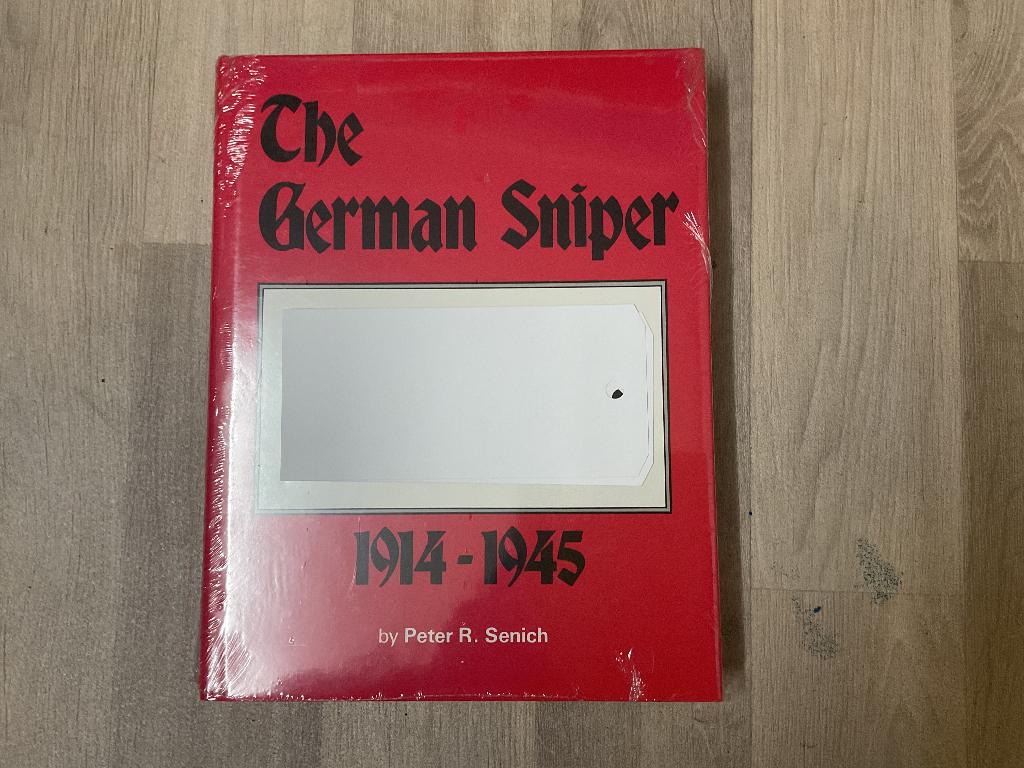 The
German Sniper
1914-1945
by Peter R. Senich